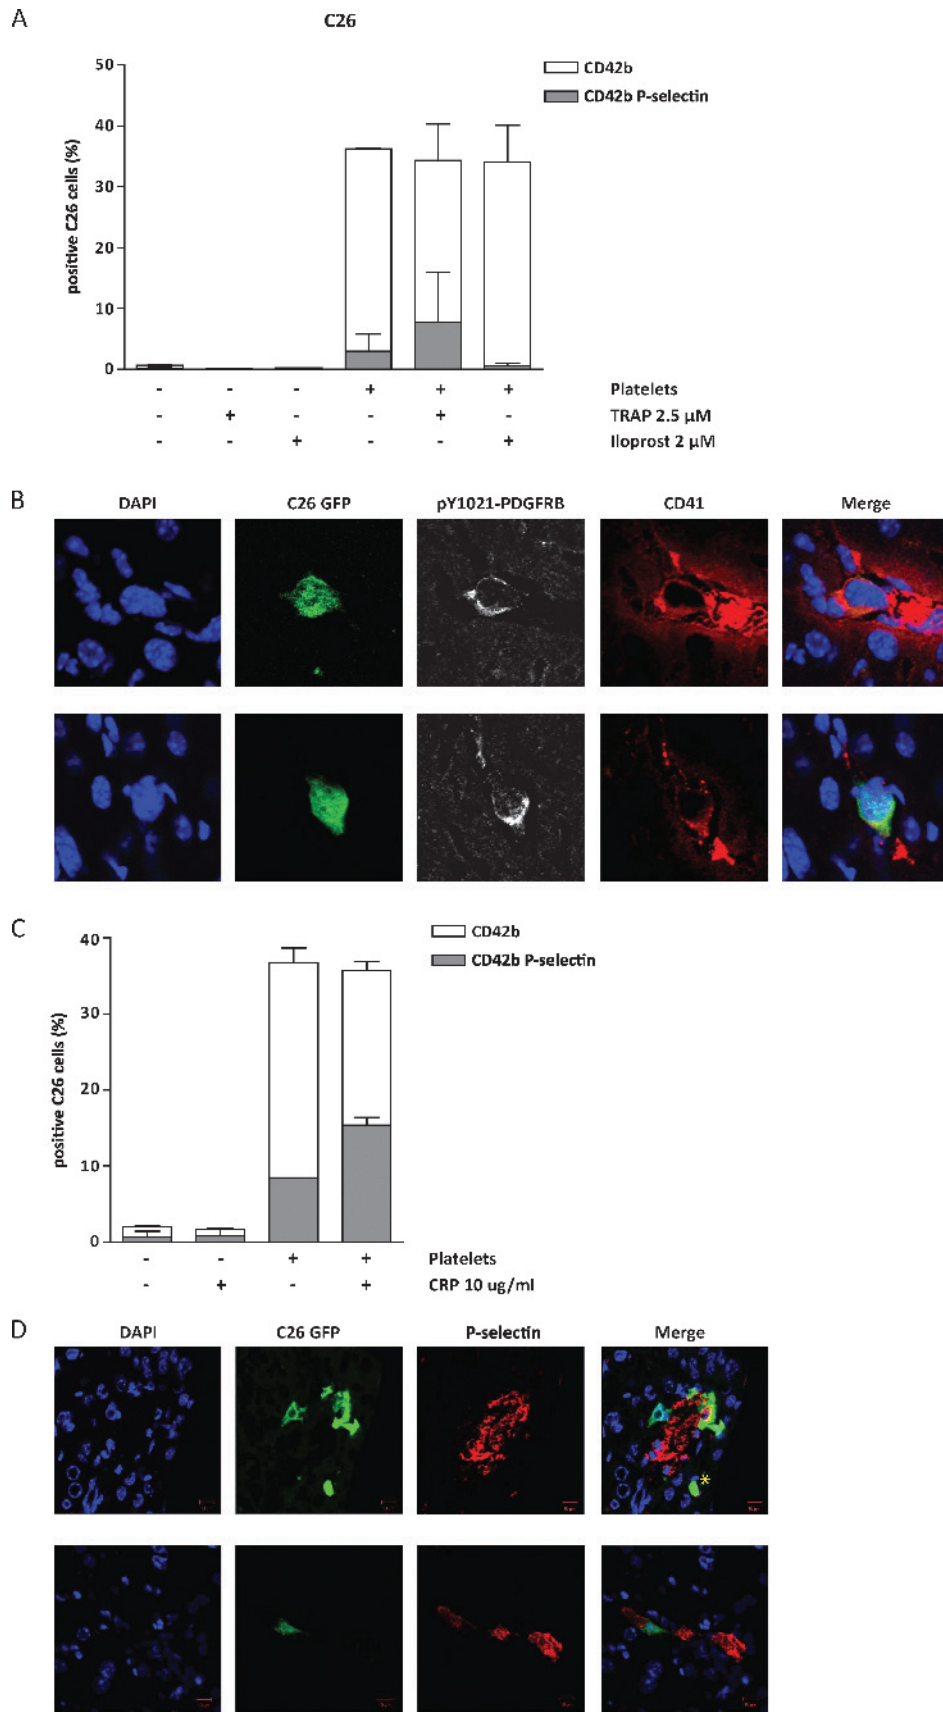 A
C26
50
40
30
20
10
0
positive C26 cells (%)
CD42b
CD42b P-selectin
- - - + + + Platelets
- + - - + - TRAP 2.5 µM
- - + - - + Iloprost 2 µM
B
DAPI C26 GFP pY1021-PDGFRB CD41 Merge
C
40
30
20
10
0
positive C26 cells (%)
CD42b
CD42b P-selectin
- - + + Platelets
- + - + CRP 10 ug/ml
D
DAPI C26 GFP P-selectin Merge
*